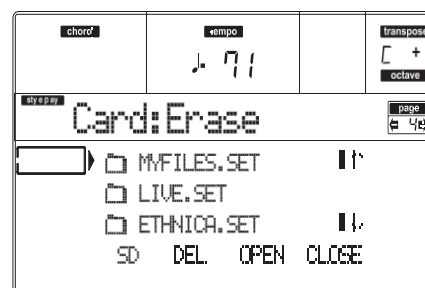 chord tempo transpose
71 C +
octave
style play page
Card:Erase
MYFILES.SET
LIVE.SET
ETHNICA.SET
SD DEL. OPEN CLOSE